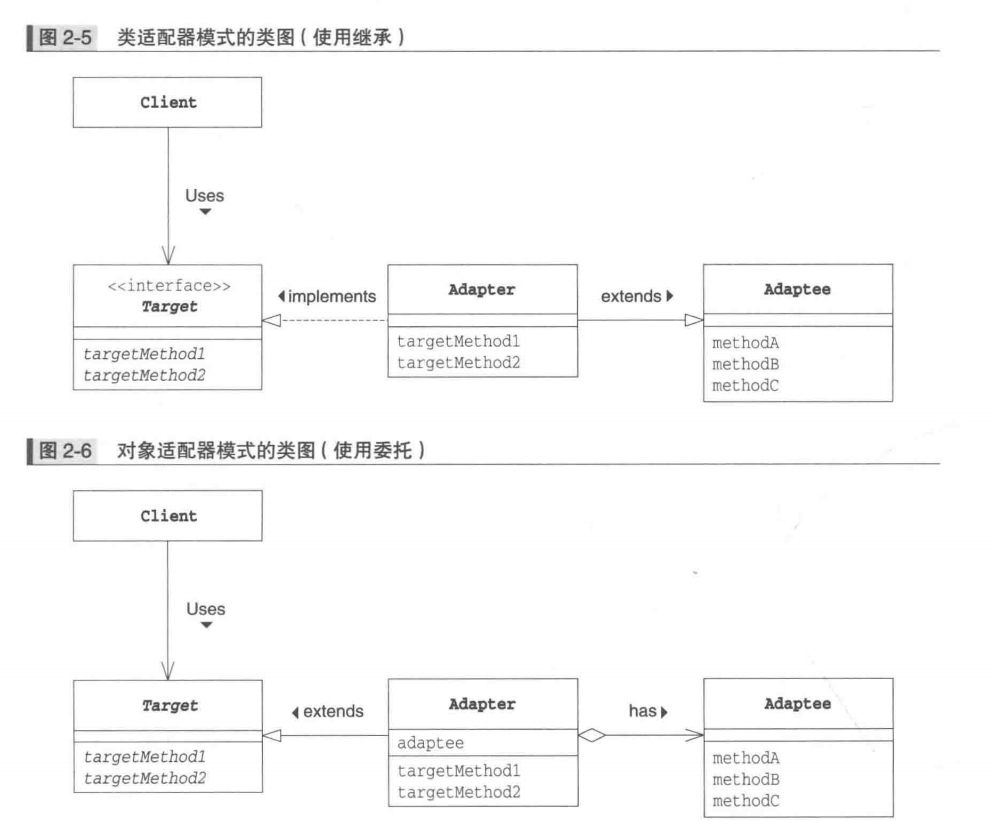 图 2-5 类适配器模式的类图（使用继承）
Client
Uses
<<interface>>
Target
targetMethod1
targetMethod2
implements
Adapter
targetMethod1
targetMethod2
extends
Adaptee
methodA
methodB
methodC
图 2-6 对象适配器模式的类图（使用委托）
Client
Uses
Target
targetMethod1
targetMethod2
extends
Adapter
adaptee
targetMethod1
targetMethod2
has
Adaptee
methodA
methodB
methodC